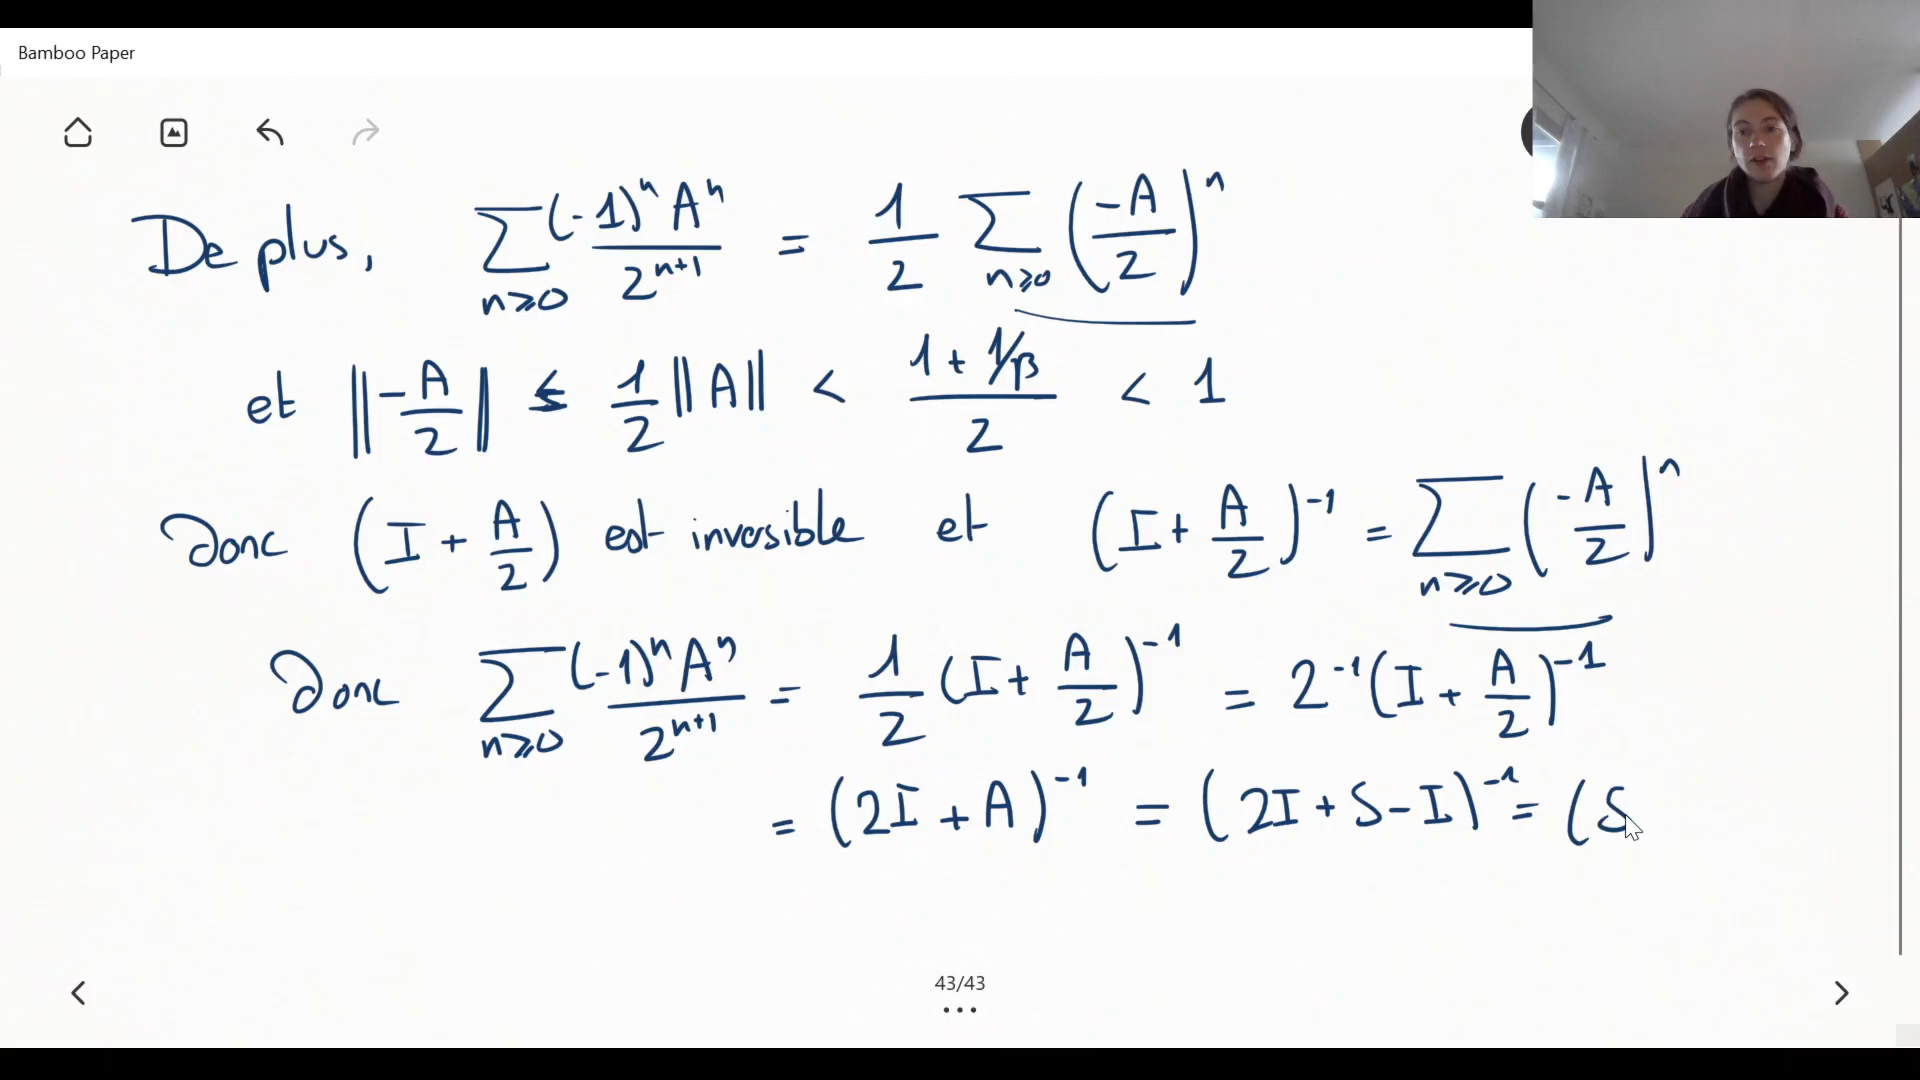 Bamboo Paper
De plus, ∑_{n⩾0} (-1)^n A^n / 2^{n+1} = 1/2 ∑_{n⩾0} (-A/2)^n
et ‖-A/2‖ ≤ 1/2 ‖A‖ < (1 + 1/β)/2 < 1
Donc (I + A/2) est inversible et (I + A/2)^{-1} = ∑_{n⩾0} (-A/2)^n
Donc ∑_{n⩾0} (-1)^n A^n / 2^{n+1} = 1/2 (I + A/2)^{-1} = 2^{-1} (I + A/2)^{-1}
= (2I + A)^{-1} = (2I + S - I)^{-1} = (S
43/43